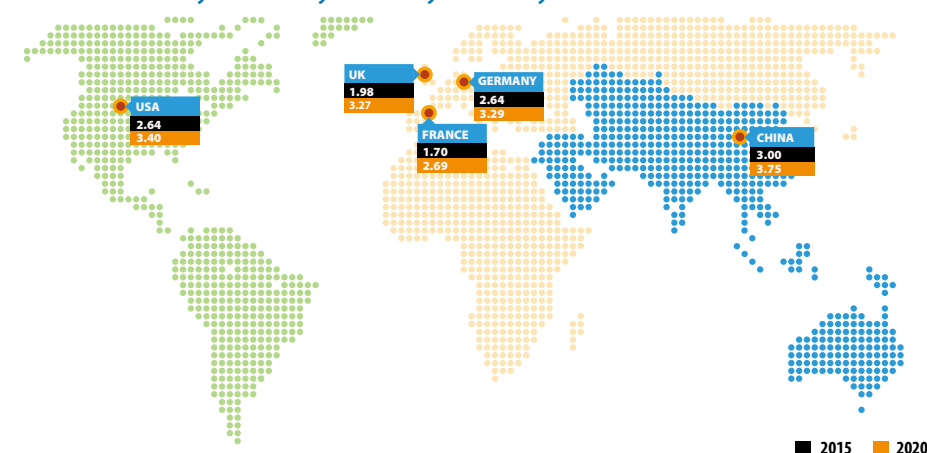 UK
1.98
3.27
GERMANY
2.64
3.29
USA
2.64
3.40
FRANCE
1.70
2.69
CHINA
3.00
3.75
2015
2020